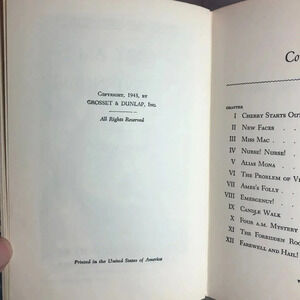 COPYRIGHT, 1943, BY
GROSSET & DUNLAP, INC.
All Rights Reserved
Printed in the United States of America
Co
CHAPTER
I CHERRY STARTS
II NEW FACES
III MISS MAC
IV NURSE! NURSE!
V ALIAS MONA
VI THE PROBLEM OF
VII AMES'S FOLLY
VIII EMERGENCY!
IX CANDLE WALK
X FOUR A.M. MYSTERY
XI THE FORBIDDEN ROO
XII FAREWELL AND HAIL!